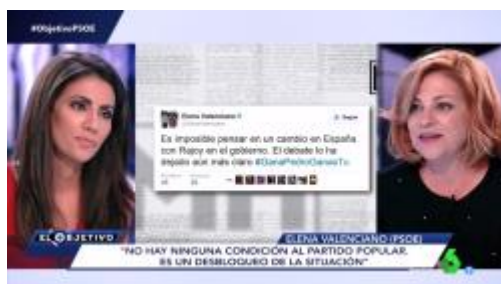 #ObjetivoPSOE
Elena Valenciano
Seguir
Es imposible pensar en un cambio en España
con Rajoy en el gobierno. El debate lo ha
dejado aún más claro #GanaPedroGanasTu
EL OBJETIVO
ELENA VALENCIANO (PSOE)
"NO HAY NINGUNA CONDICIÓN AL PARTIDO POPULAR,
ES UN DESBLOQUEO DE LA SITUACIÓN"